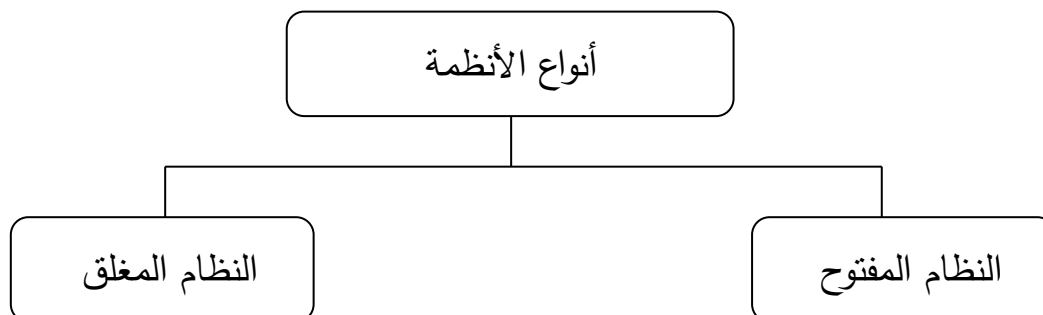 أنواع الأنظمة
النظام المفتوح
النظام المغلق